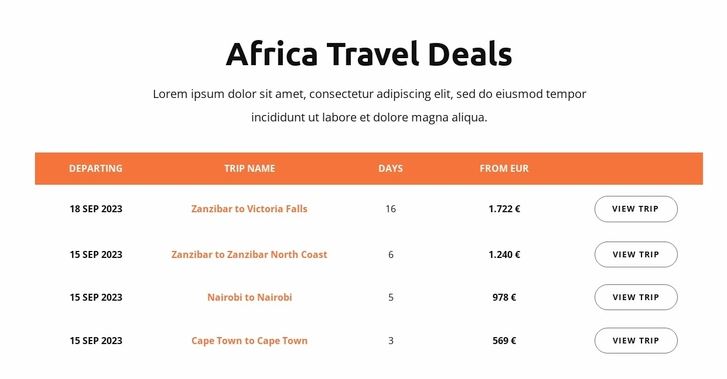 Africa Travel Deals
Lorem ipsum dolor sit amet, consectetur adipiscing elit, sed do eiusmod tempor
incididunt ut labore et dolore magna aliqua.
DEPARTING TRIP NAME DAYS FROM EUR
18 SEP 2023 Zanzibar to Victoria Falls 16 1.722 € VIEW TRIP
15 SEP 2023 Zanzibar to Zanzibar North Coast 6 1.240 € VIEW TRIP
15 SEP 2023 Nairobi to Nairobi 5 978 € VIEW TRIP
15 SEP 2023 Cape Town to Cape Town 3 569 € VIEW TRIP